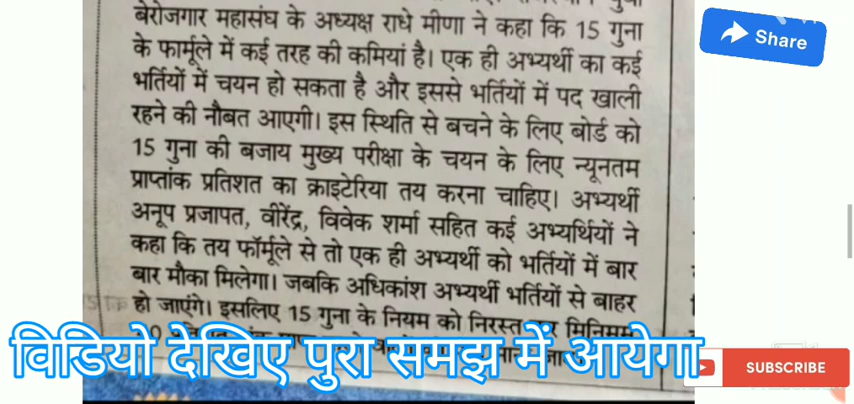 बेरोजगार महासंघ के अध्यक्ष राधे मीणा ने कहा कि 15 गुना
के फार्मूले में कई तरह की कमियां है। एक ही अभ्यर्थी का कई
भर्तियों में चयन हो सकता है और इससे भर्तियों में पद खाली
रहने की नौबत आएगी। इस स्थिति से बचने के लिए बोर्ड को
15 गुना की बजाय मुख्य परीक्षा के चयन के लिए न्यूनतम
प्राप्तांक प्रतिशत का क्राइटेरिया तय करना चाहिए। अभ्यर्थी
अनूप प्रजापत, वीरेंद्र, विवेक शर्मा सहित कई अभ्यर्थियों ने
कहा कि तय फॉर्मूले से तो एक ही अभ्यर्थी को भर्तियों में बार
बार मौका मिलेगा। जबकि अधिकांश अभ्यर्थी भर्तियों से बाहर
हो जाएंगे। इसलिए 15 गुना के नियम को निरस्त कर मिनिमम
विडियो देखिए पुरा समझ में आयेगा
Share
SUBSCRIBE